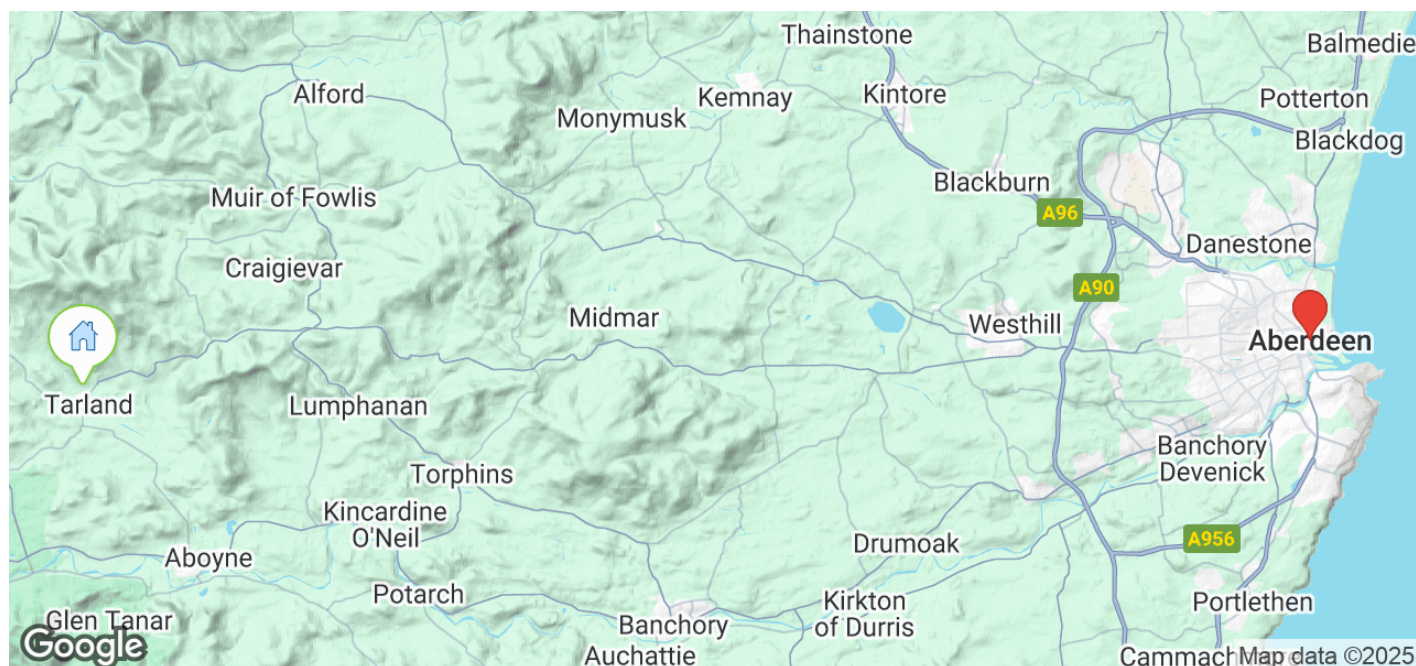 Thainstone
Balmedie
Alford
Kemnay
Kintore
Potterton
Monymusk
Blackdog
Blackburn
Muir of Fowlis
A96
Danestone
Craigievar
A90
Midmar
Westhill
Aberdeen
Tarland
Lumphanan
Banchory
Devenick
Torphins
Kincardine
O'Neil
A956
Drumoak
Aboyne
Potarch
Kirkton
of Durris
Portlethen
Glen Tanar
Banchory
Google
Auchattie
Map data ©2025